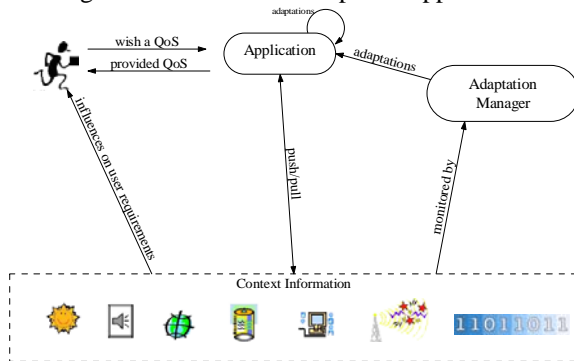 adaptations
wish a QoS
Application
provided QoS
adaptations
Adaptation
Manager
influences on user requirements
push/pull
monitored by
Context Information
11011011